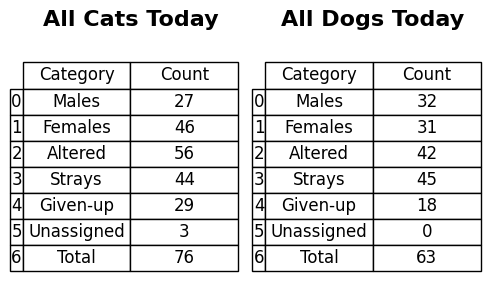 All Cats Today
Category Count
0 Males 27
1 Females 46
2 Altered 56
3 Strays 44
4 Given-up 29
5 Unassigned 3
6 Total 76
All Dogs Today
Category Count
0 Males 32
1 Females 31
2 Altered 42
3 Strays 45
4 Given-up 18
5 Unassigned 0
6 Total 63